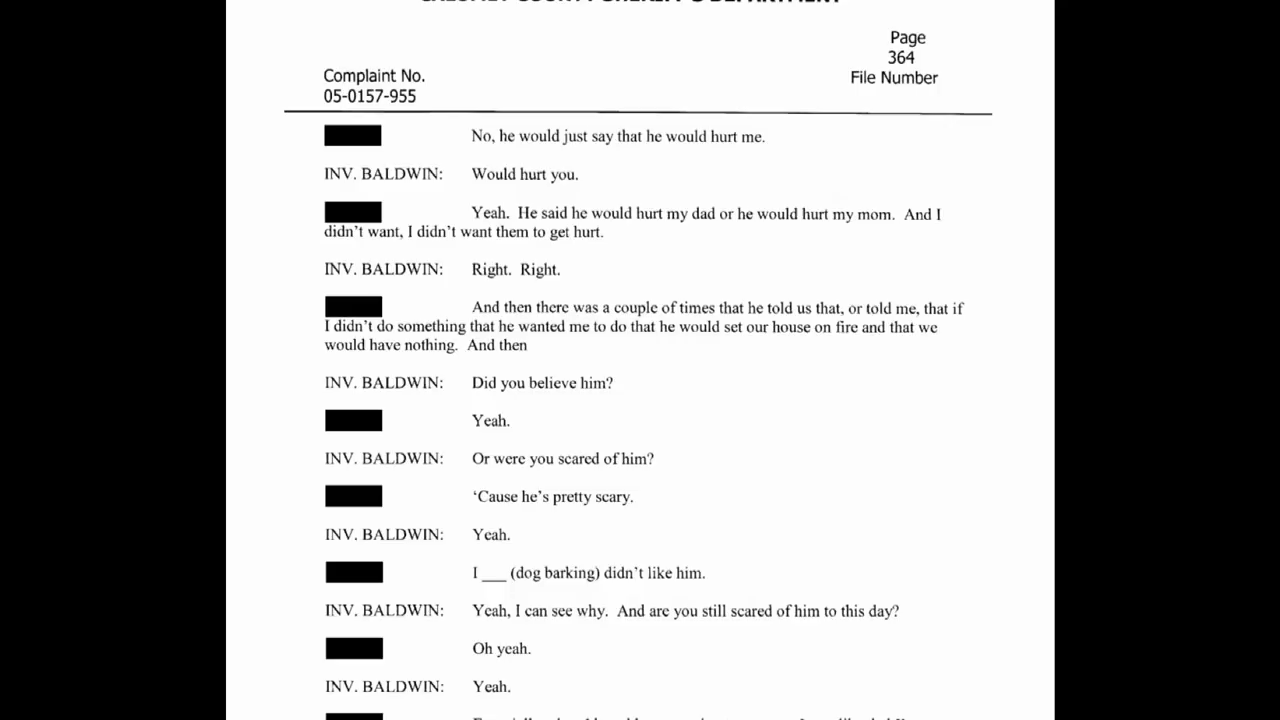 Page
364
Complaint No.
File Number
05-0157-955
No, he would just say that he would hurt me.
INV. BALDWIN: Would hurt you.
Yeah. He said he would hurt my dad or he would hurt my mom. And I
didn't want, I didn't want them to get hurt.
INV. BALDWIN: Right. Right.
And then there was a couple of times that he told us that, or told me, that if
I didn't do something that he wanted me to do that he would set our house on fire and that we
would have nothing. And then
INV. BALDWIN: Did you believe him?
Yeah.
INV. BALDWIN: Or were you scared of him?
‘Cause he's pretty scary.
INV. BALDWIN: Yeah.
I ___ (dog barking) didn't like him.
INV. BALDWIN: Yeah, I can see why. And are you still scared of him to this day?
Oh yeah.
INV. BALDWIN: Yeah.